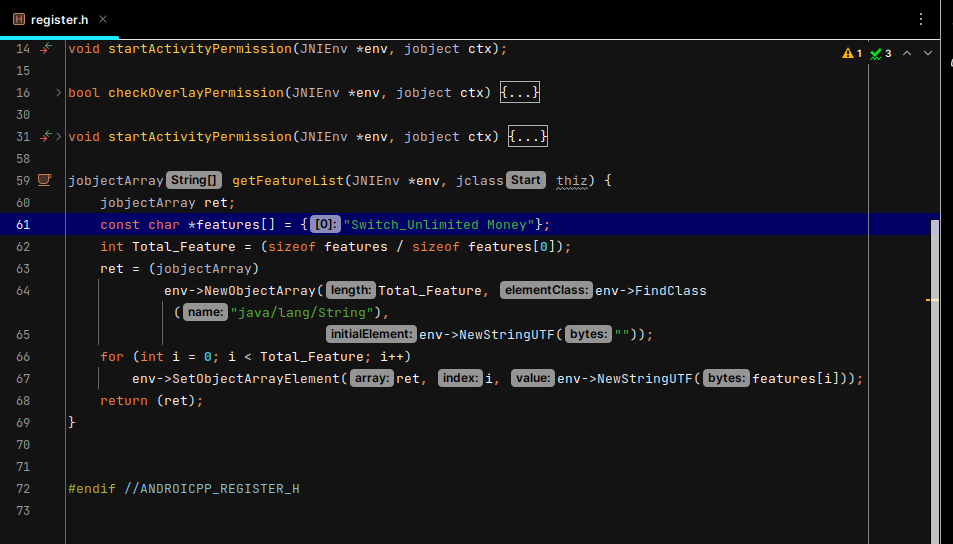 register.h
14 void startActivityPermission(JNIEnv *env, jobject ctx);
1 3
15
16 bool checkOverlayPermission(JNIEnv *env, jobject ctx) {...}
30
31 void startActivityPermission(JNIEnv *env, jobject ctx) {...}
58
59 jobjectArray String[] getFeatureList(JNIEnv *env, jclass Start thiz) {
60 jobjectArray ret;
61 const char *features[] = { [0]: "Switch_Unlimited Money"};
62 int Total_Feature = (sizeof features / sizeof features[0]);
63 ret = (jobjectArray)
64 env->NewObjectArray( length: Total_Feature, elementClass: env->FindClass
( name: "java/lang/String"),
65 initialElement: env->NewStringUTF( bytes: ""));
66 for (int i = 0; i < Total_Feature; i++)
67 env->SetObjectArrayElement( array: ret, index: i, value: env->NewStringUTF( bytes: features[i]));
68 return (ret);
69 }
70
71
72 #endif //ANDROICPP_REGISTER_H
73